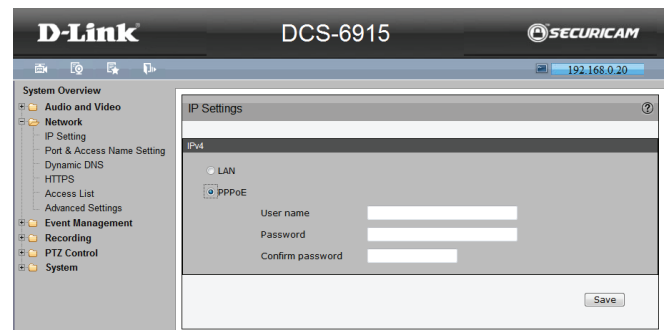 D-Link
DCS-6915
SECURICAM
192.168.0.20
System Overview
Audio and Video
Network
IP Setting
Port & Access Name Setting
Dynamic DNS
HTTPS
Access List
Advanced Settings
Event Management
Recording
PTZ Control
System
IP Settings
?
IPv4
LAN
PPPoE
User name
Password
Confirm password
Save